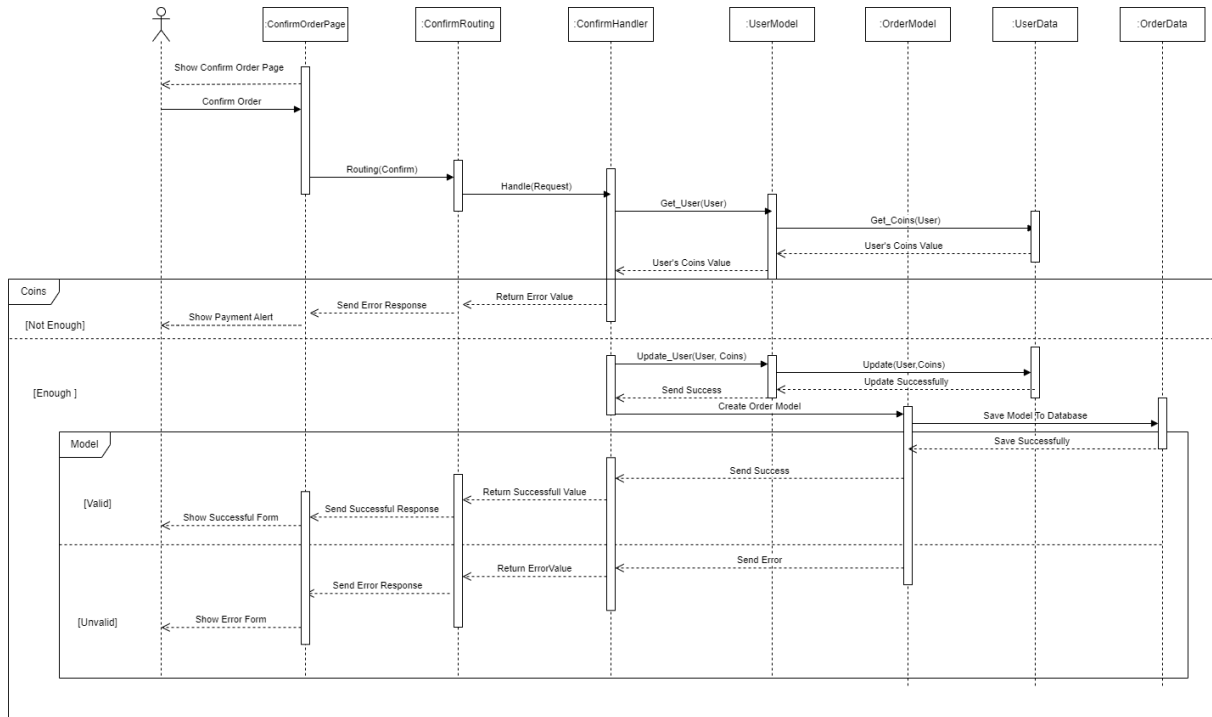 :ConfirmOrderPage
:ConfirmRouting
:ConfirmHandler
:UserModel
:OrderModel
:UserData
:OrderData
Show Confirm Order Page
Confirm Order
Routing(Confirm)
Handle(Request)
Get_User(User)
Get_Coins(User)
User's Coins Value
User's Coins Value
Coins
Return Error Value
Send Error Response
Show Payment Alert
[Not Enough]
Update_User(User, Coins)
Update(User,Coins)
Update Successfully
Send Success
[Enough ]
Create Order Model
Save Model To Database
Model
Save Successfully
Send Success
Return Successfull Value
[Valid]
Send Successful Response
Show Successful Form
Send Error
Return ErrorValue
Send Error Response
Show Error Form
[Unvalid]